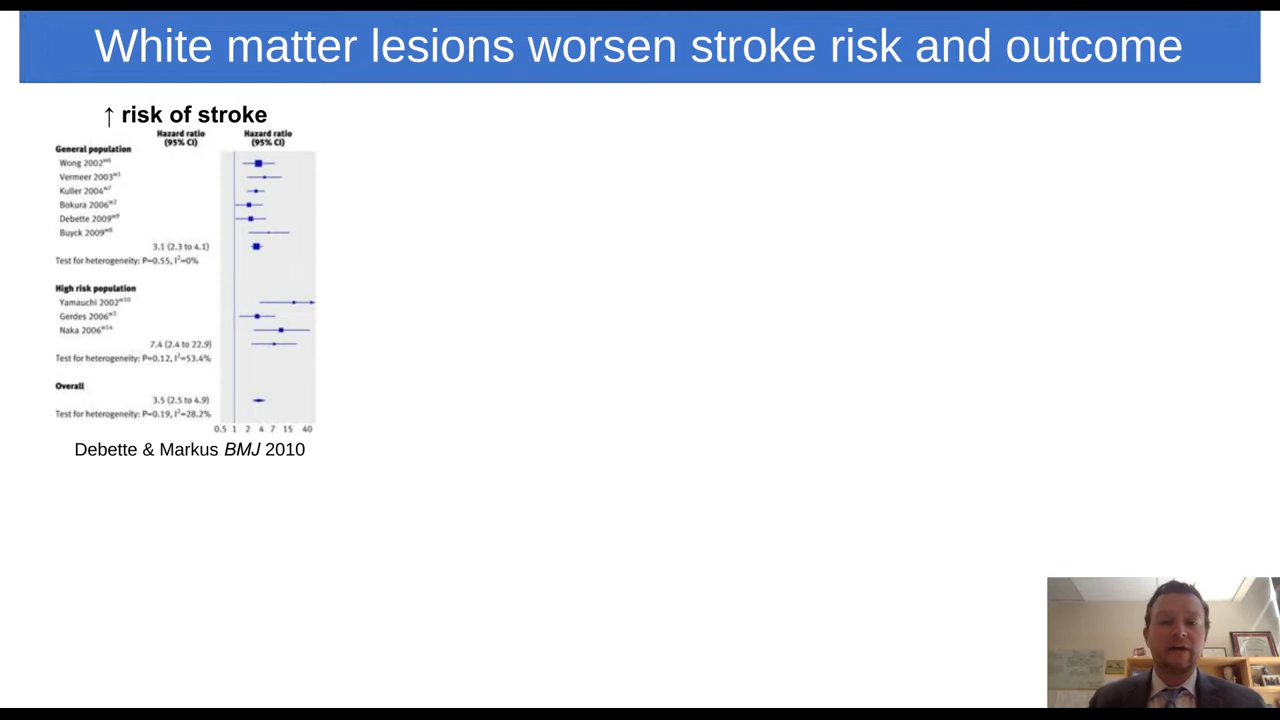 White matter lesions worsen stroke risk and outcome
↑ risk of stroke
Hazard ratio (95% CI)
Hazard ratio (95% CI)
General population
Wong 2002
Vermeer 2003
Kuller 2004
Bokura 2006
Debette 2009
Buyck 2009
3.1 (2.3 to 4.1)
Test for heterogeneity: P=0.55, I²=0%
High risk population
Yamauchi 2002
Gerdes 2006
Naka 2006
7.4 (2.4 to 22.9)
Test for heterogeneity: P=0.12, I²=53.4%
Overall
3.5 (2.5 to 4.9)
Test for heterogeneity: P=0.19, I²=28.2%
0.5 1 2 4 7 15 40
Debette & Markus BMJ 2010